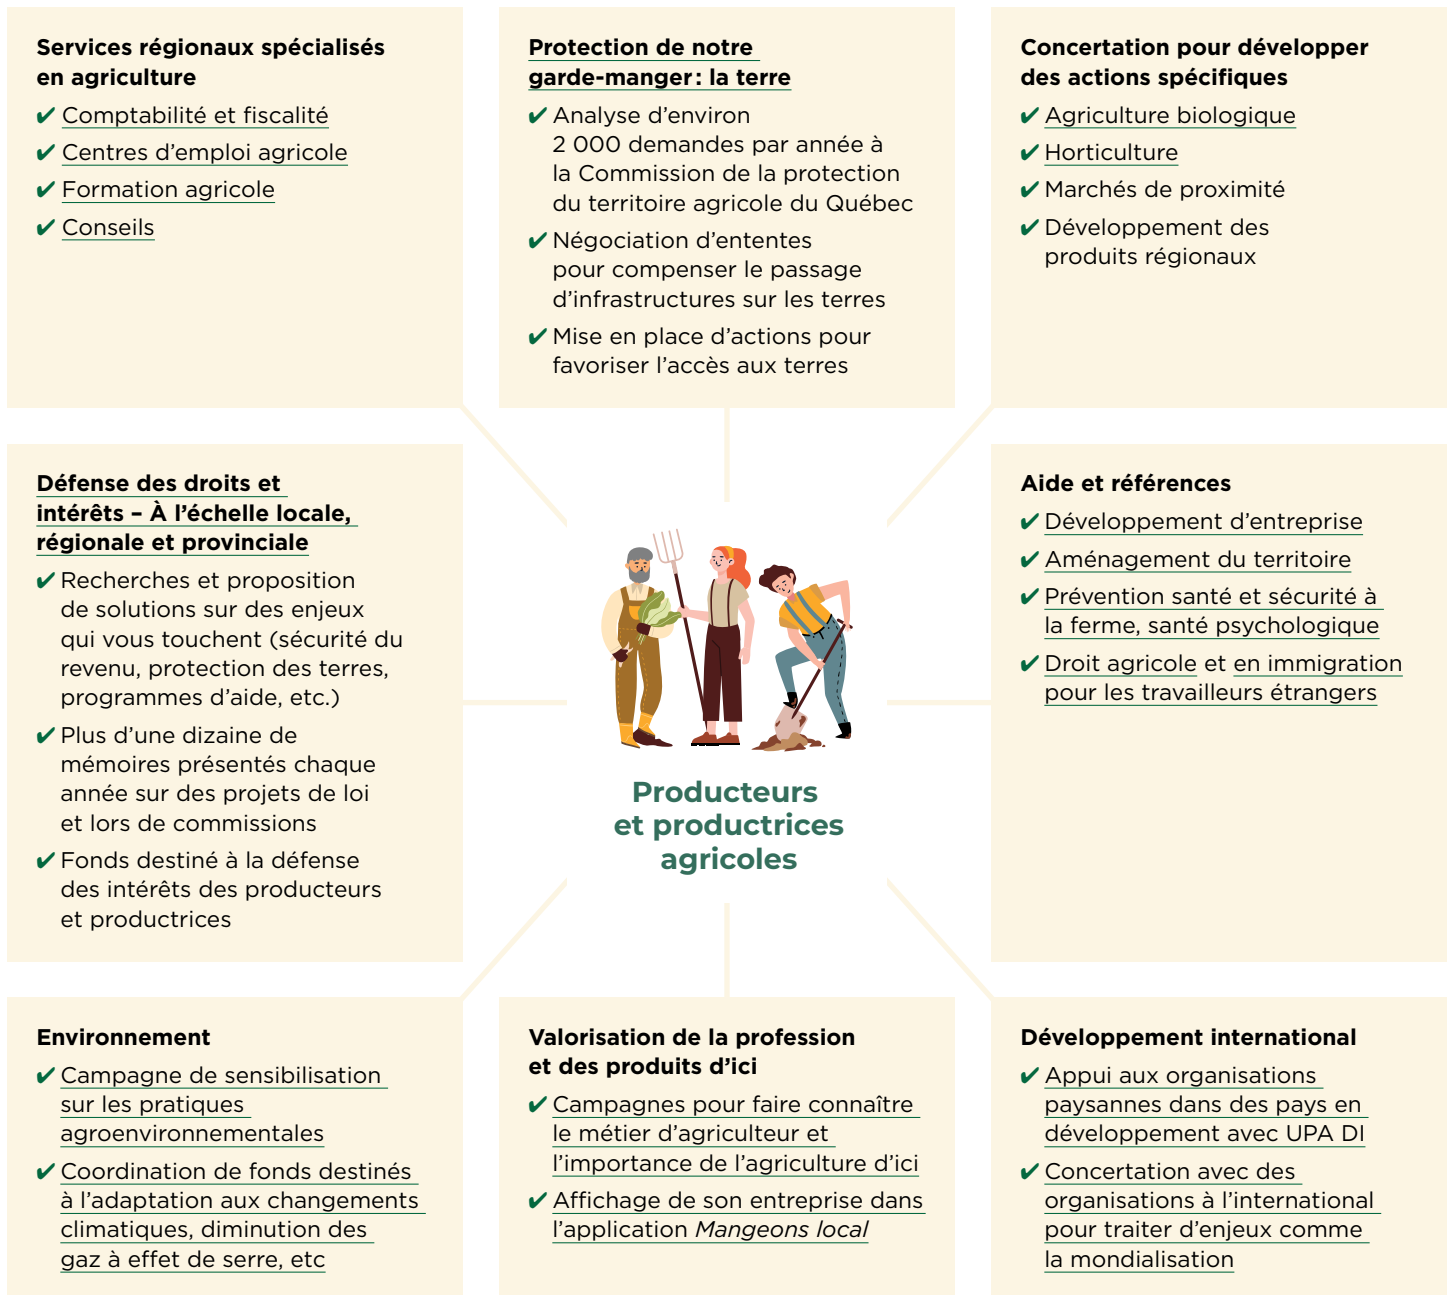 Services régionaux spécialisés
en agriculture
✔ Comptabilité et fiscalité
✔ Centres d’emploi agricole
✔ Formation agricole
✔ Conseils
Protection de notre
garde-manger : la terre
✔ Analyse d’environ
2 000 demandes par année à
la Commission de la protection
du territoire agricole du Québec
✔ Négociation d’ententes
pour compenser le passage
d’infrastructures sur les terres
✔ Mise en place d’actions pour
favoriser l’accès aux terres
Concertation pour développer
des actions spécifiques
✔ Agriculture biologique
✔ Horticulture
✔ Marchés de proximité
✔ Développement des
produits régionaux
Défense des droits et
intérêts – À l’échelle locale,
régionale et provinciale
✔ Recherches et proposition
de solutions sur des enjeux
qui vous touchent (sécurité du
revenu, protection des terres,
programmes d’aide, etc.)
✔ Plus d’une dizaine de
mémoires présentés chaque
année sur des projets de loi
et lors de commissions
✔ Fonds destiné à la défense
des intérêts des producteurs
et productrices
Producteurs
et productrices
agricoles
Aide et références
✔ Développement d’entreprise
✔ Aménagement du territoire
✔ Prévention santé et sécurité à
la ferme, santé psychologique
✔ Droit agricole et en immigration
pour les travailleurs étrangers
Environnement
✔ Campagne de sensibilisation
sur les pratiques
agroenvironnementales
✔ Coordination de fonds destinés
à l’adaptation aux changements
climatiques, diminution des
gaz à effet de serre, etc
Valorisation de la profession
et des produits d’ici
✔ Campagnes pour faire connaître
le métier d’agriculteur et
l’importance de l’agriculture d’ici
✔ Affichage de son entreprise dans
l’application Mangeons local
Développement international
✔ Appui aux organisations
paysannes dans des pays en
développement avec UPA DI
✔ Concertation avec des
organisations à l’international
pour traiter d’enjeux comme
la mondialisation